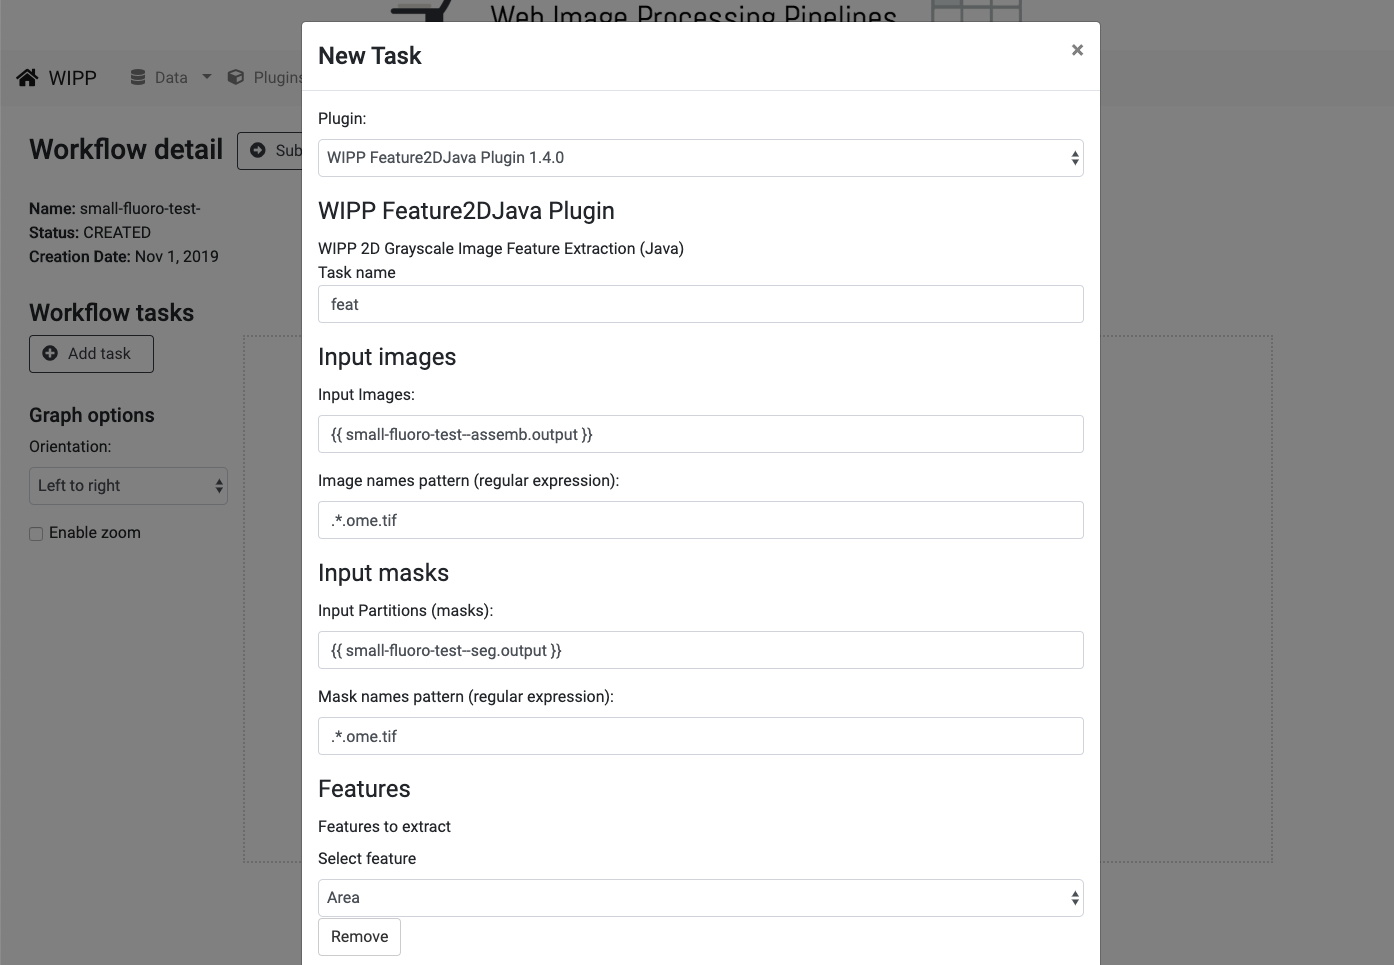 Web Image Processing Pipelines
New Task
×
WIPP
Data
Plugins
Plugin:
WIPP Feature2DJava Plugin 1.4.0
Workflow detail
Sub
Name: small-fluoro-test-
Status: CREATED
Creation Date: Nov 1, 2019
WIPP Feature2DJava Plugin
WIPP 2D Grayscale Image Feature Extraction (Java)
Task name
feat
Workflow tasks
Add task
Graph options
Orientation:
Left to right
Enable zoom
Input images
Input Images:
{{ small-fluoro-test--assemb.output }}
Image names pattern (regular expression):
.*.ome.tif
Input masks
Input Partitions (masks):
{{ small-fluoro-test--seg.output }}
Mask names pattern (regular expression):
.*.ome.tif
Features
Features to extract
Select feature
Area
Remove